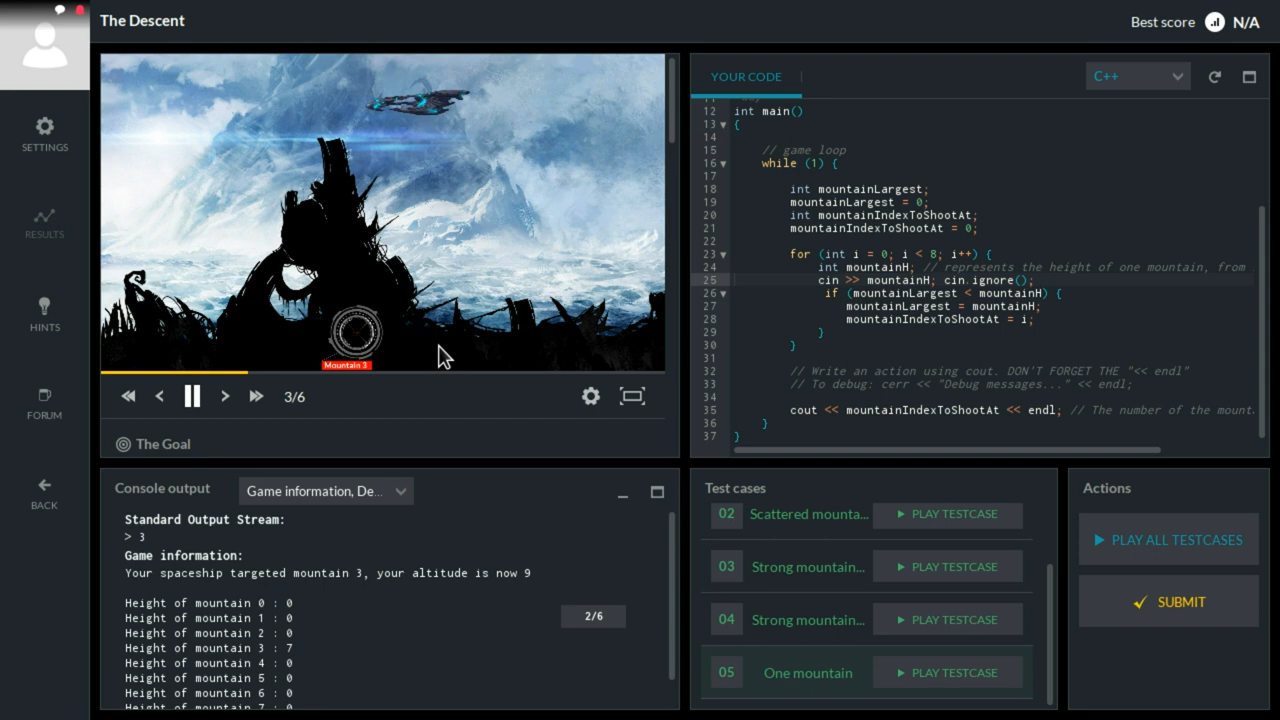 The Descent
Best score N/A
SETTINGS
RESULTS
HINTS
FORUM
BACK
Mountain 3
3/6
The Goal
YOUR CODE
C++
12 int main()
13 {
14
15 // game loop
16 while (1) {
17
18 int mountainLargest;
19 mountainLargest = 0;
20 int mountainIndexToShootAt;
21 mountainIndexToShootAt = 0;
22
23 for (int i = 0; i < 8; i++) {
24 int mountainH; // represents the height of one mountain, from
25 cin >> mountainH; cin.ignore();
26 if (mountainLargest < mountainH) {
27 mountainLargest = mountainH;
28 mountainIndexToShootAt = i;
29 }
30 }
31
32 // Write an action using cout. DON'T FORGET THE "<< endl"
33 // To debug: cerr << "Debug messages..." << endl;
34
35 cout << mountainIndexToShootAt << endl; // The number of the mount
36 }
37 }
Console output
Game information, De...
Standard Output Stream:
> 3
Game information:
Your spaceship targeted mountain 3, your altitude is now 9
Height of mountain 0 : 0
Height of mountain 1 : 0
Height of mountain 2 : 0
Height of mountain 3 : 7
Height of mountain 4 : 0
Height of mountain 5 : 0
Height of mountain 6 : 0
Height of mountain 7 : 0
2/6
Test cases
02 Scattered mounta... PLAY TESTCASE
03 Strong mountain... PLAY TESTCASE
04 Strong mountain... PLAY TESTCASE
05 One mountain PLAY TESTCASE
Actions
PLAY ALL TESTCASES
SUBMIT